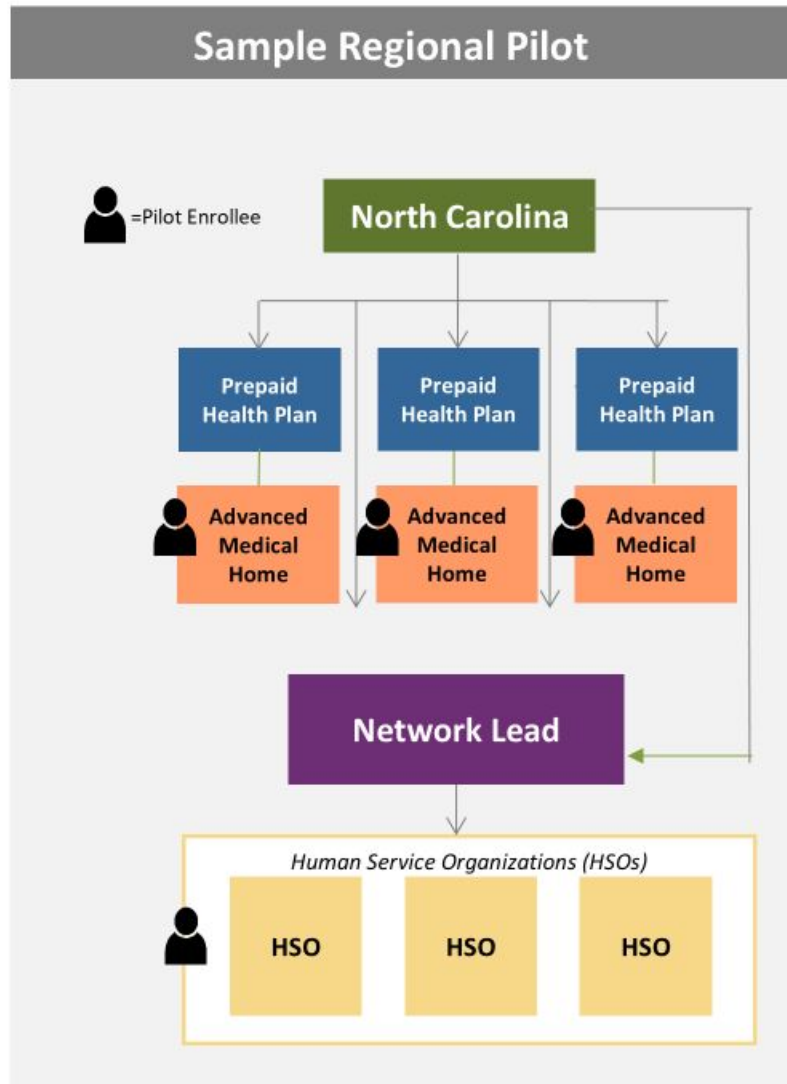 Sample Regional Pilot
=Pilot Enrollee
North Carolina
Prepaid
Health Plan
Prepaid
Health Plan
Prepaid
Health Plan
Advanced
Medical
Home
Advanced
Medical
Home
Advanced
Medical
Home
Network Lead
Human Service Organizations (HSOs)
HSO
HSO
HSO